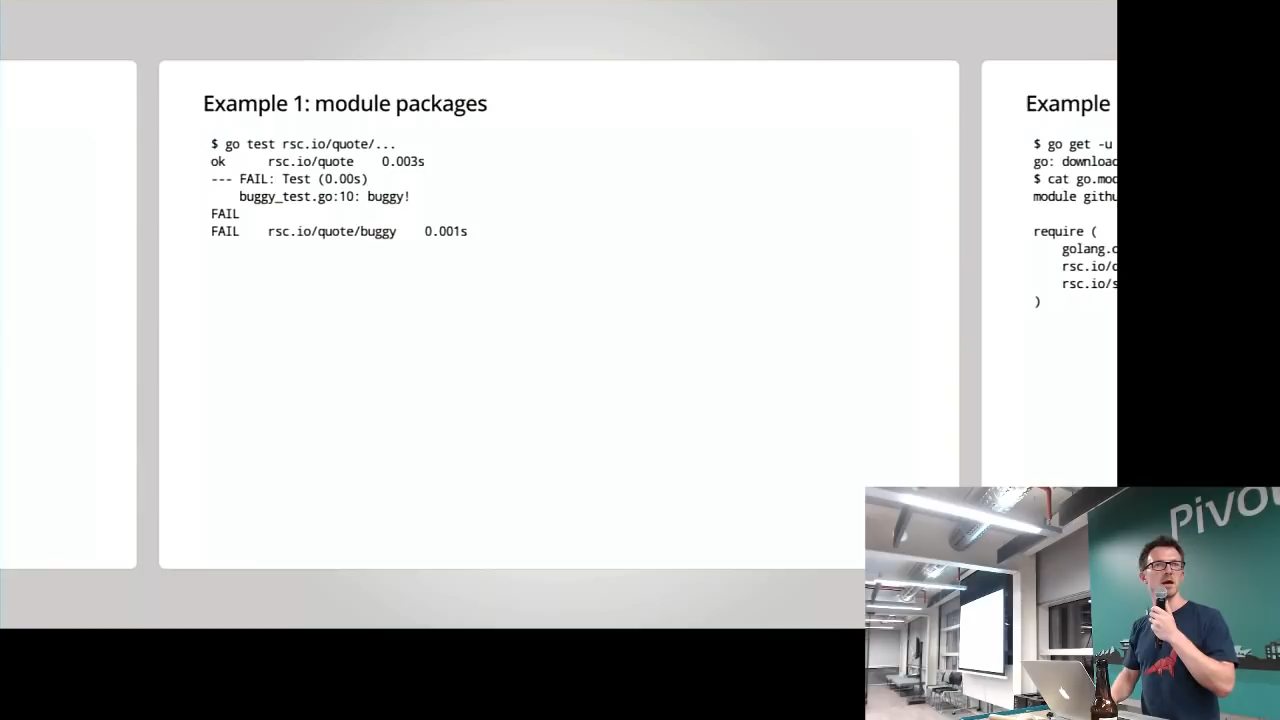 Example 1: module packages
$ go test rsc.io/quote/...
ok rsc.io/quote 0.003s
--- FAIL: Test (0.00s)
buggy_test.go:10: buggy!
FAIL
FAIL rsc.io/quote/buggy 0.001s
Example
$ go get -u
go: downloa
$ cat go.mod
module githu
require (
golang.
rsc.io/
rsc.io/s
)
Pivo